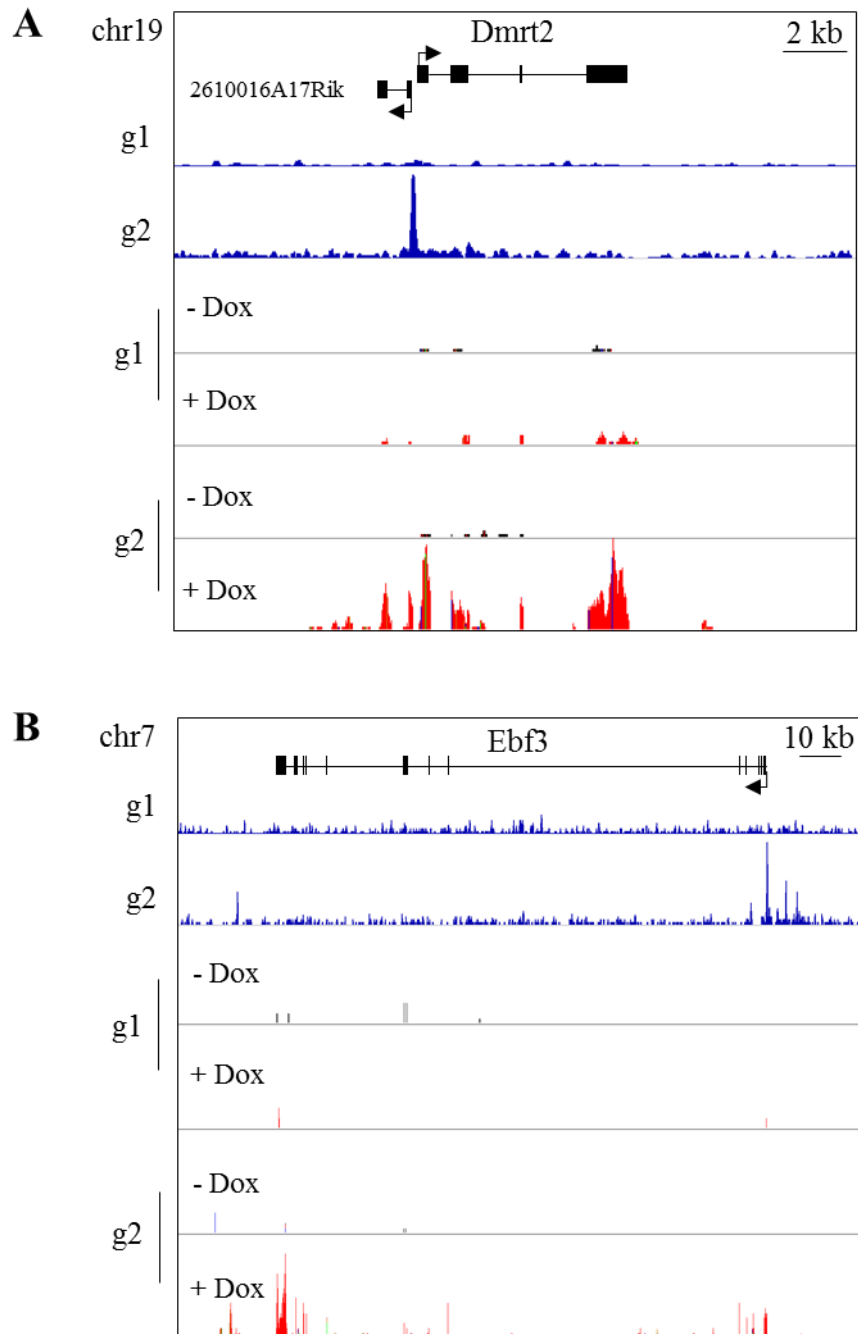 A chr19 Dmrt2 2 kb
2610016A17Rik
g1
g2
- Dox
g1
+ Dox
- Dox
g2
+ Dox
B chr7 Ebf3 10 kb
g1
g2
- Dox
g1
+ Dox
- Dox
g2
+ Dox